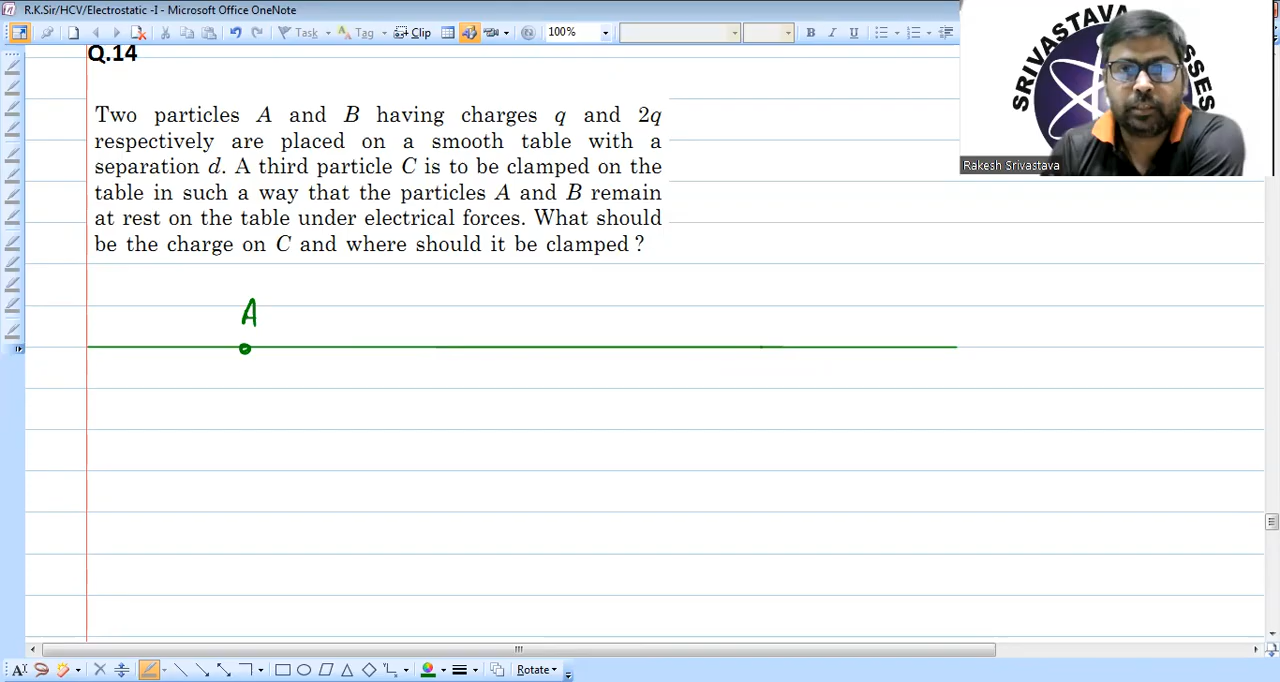 R.K.Sir/HCV/Electrostatic -I - Microsoft Office OneNote
Task
Tag
Clip
100%
B I U
Q.14
SRIVASTAVA
Rakesh Srivastava
Two particles A and B having charges q and 2q
respectively are placed on a smooth table with a
separation d. A third particle C is to be clamped on the
table in such a way that the particles A and B remain
at rest on the table under electrical forces. What should
be the charge on C and where should it be clamped ?
A
Rotate